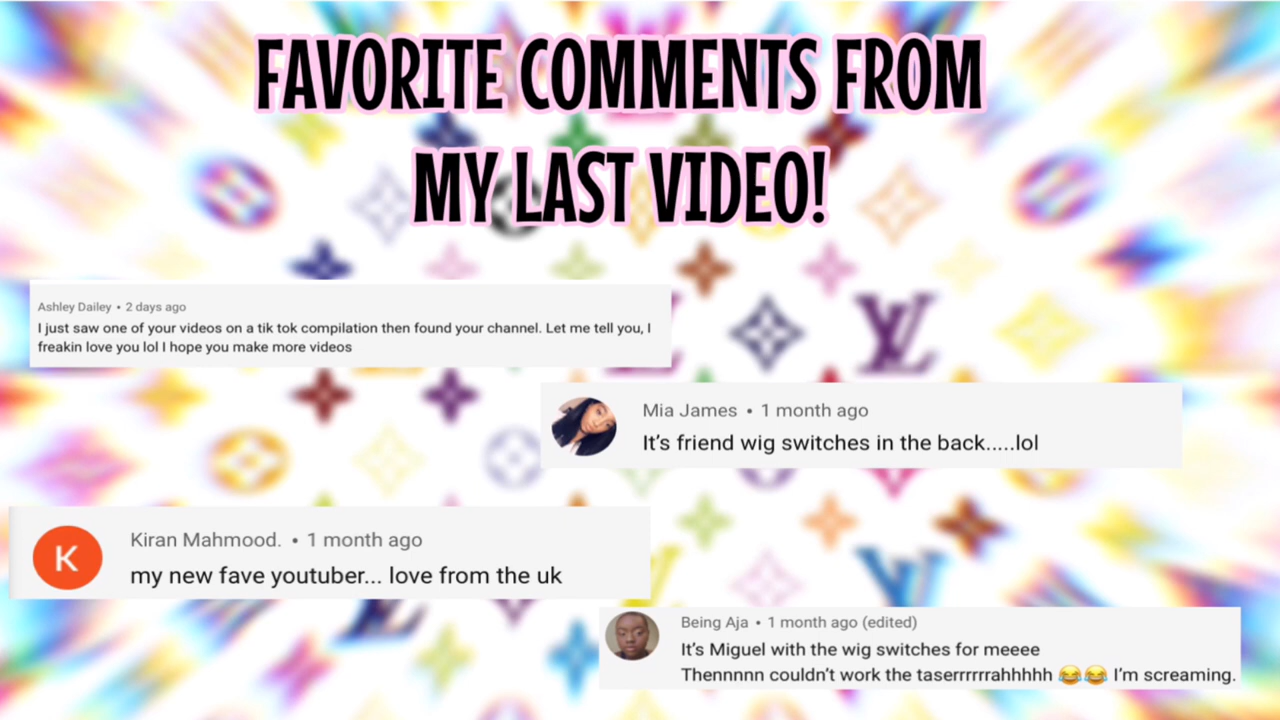 FAVORITE COMMENTS FROM
MY LAST VIDEO!
Ashley Dailey • 2 days ago
I just saw one of your videos on a tik tok compilation then found your channel. Let me tell you, I
freakin love you lol I hope you make more videos
Mia James • 1 month ago
It's friend wig switches in the back.....lol
K
Kiran Mahmood. • 1 month ago
my new fave youtuber... love from the uk
Being Aja • 1 month ago (edited)
It's Miguel with the wig switches for meeee
Thennnnn couldn't work the taserrrrrrrahhhhh 😂😂 I'm screaming.